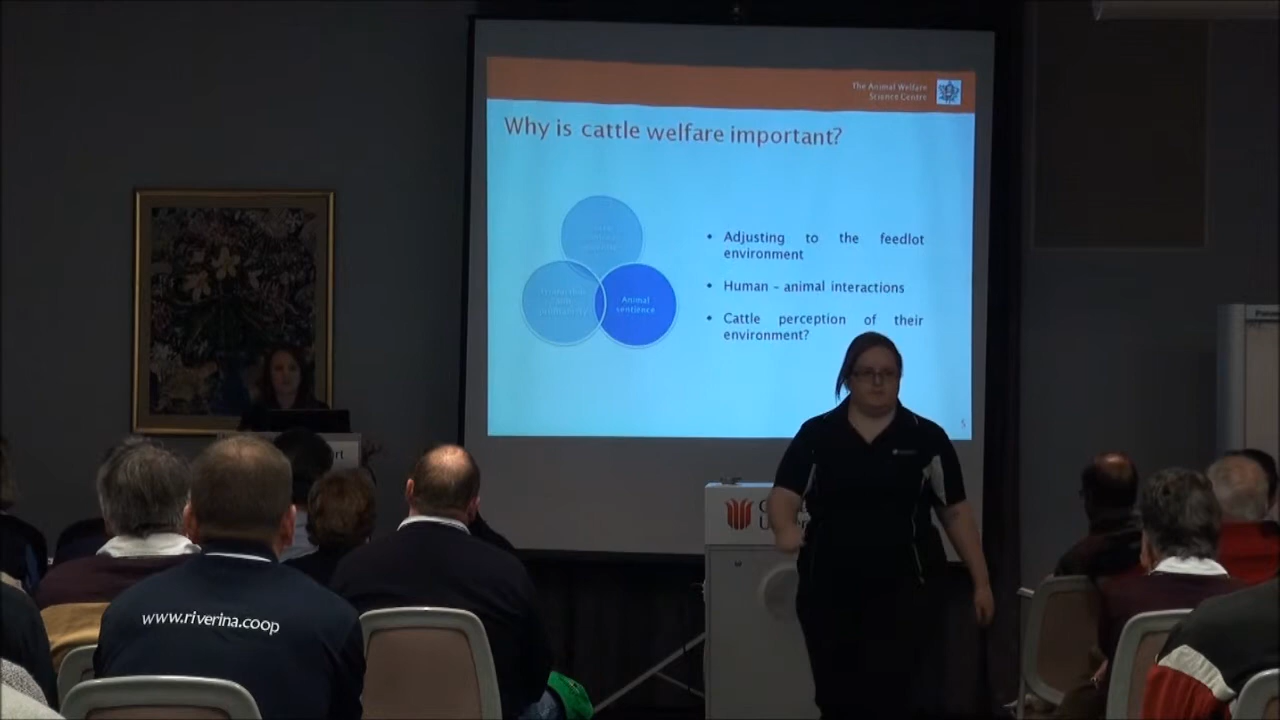 The Animal Welfare
Science Centre
Why is cattle welfare important?
• Adjusting to the feedlot
environment
• Human – animal interactions
• Cattle perception of their
environment?
Animal
sentience
5
www.riverina.coop